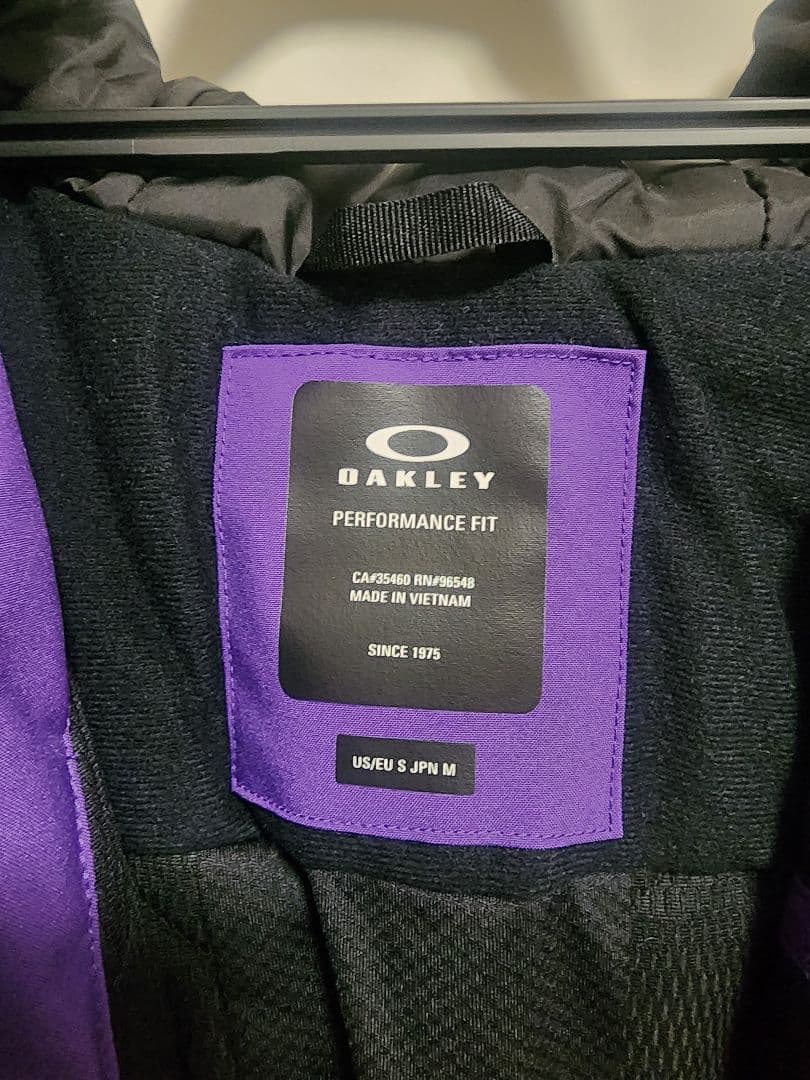 OAKLEY
PERFORMANCE FIT
CA#35460 RN#96548
MADE IN VIETNAM
SINCE 1975
US/EU S JPN M